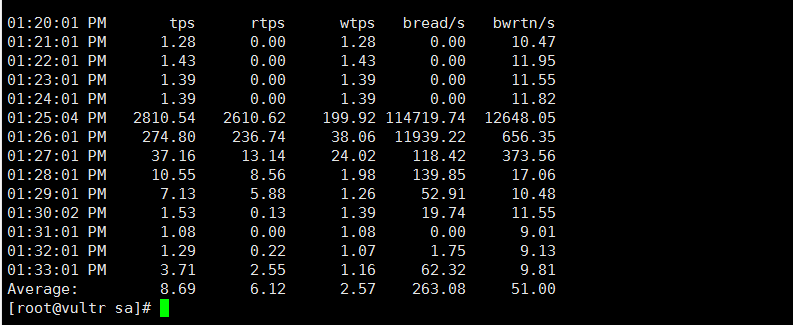 01:20:01 PM tps rtps wtps bread/s bwrtn/s
01:21:01 PM 1.28 0.00 1.28 0.00 10.47
01:22:01 PM 1.43 0.00 1.43 0.00 11.95
01:23:01 PM 1.39 0.00 1.39 0.00 11.55
01:24:01 PM 1.39 0.00 1.39 0.00 11.82
01:25:04 PM 2810.54 2610.62 199.92 114719.74 12648.05
01:26:01 PM 274.80 236.74 38.06 11939.22 656.35
01:27:01 PM 37.16 13.14 24.02 118.42 373.56
01:28:01 PM 10.55 8.56 1.98 139.85 17.06
01:29:01 PM 7.13 5.88 1.26 52.91 10.48
01:30:02 PM 1.53 0.13 1.39 19.74 11.55
01:31:01 PM 1.08 0.00 1.08 0.00 9.01
01:32:01 PM 1.29 0.22 1.07 1.75 9.13
01:33:01 PM 3.71 2.55 1.16 62.32 9.81
Average: 8.69 6.12 2.57 263.08 51.00
[root@vultr sa]#